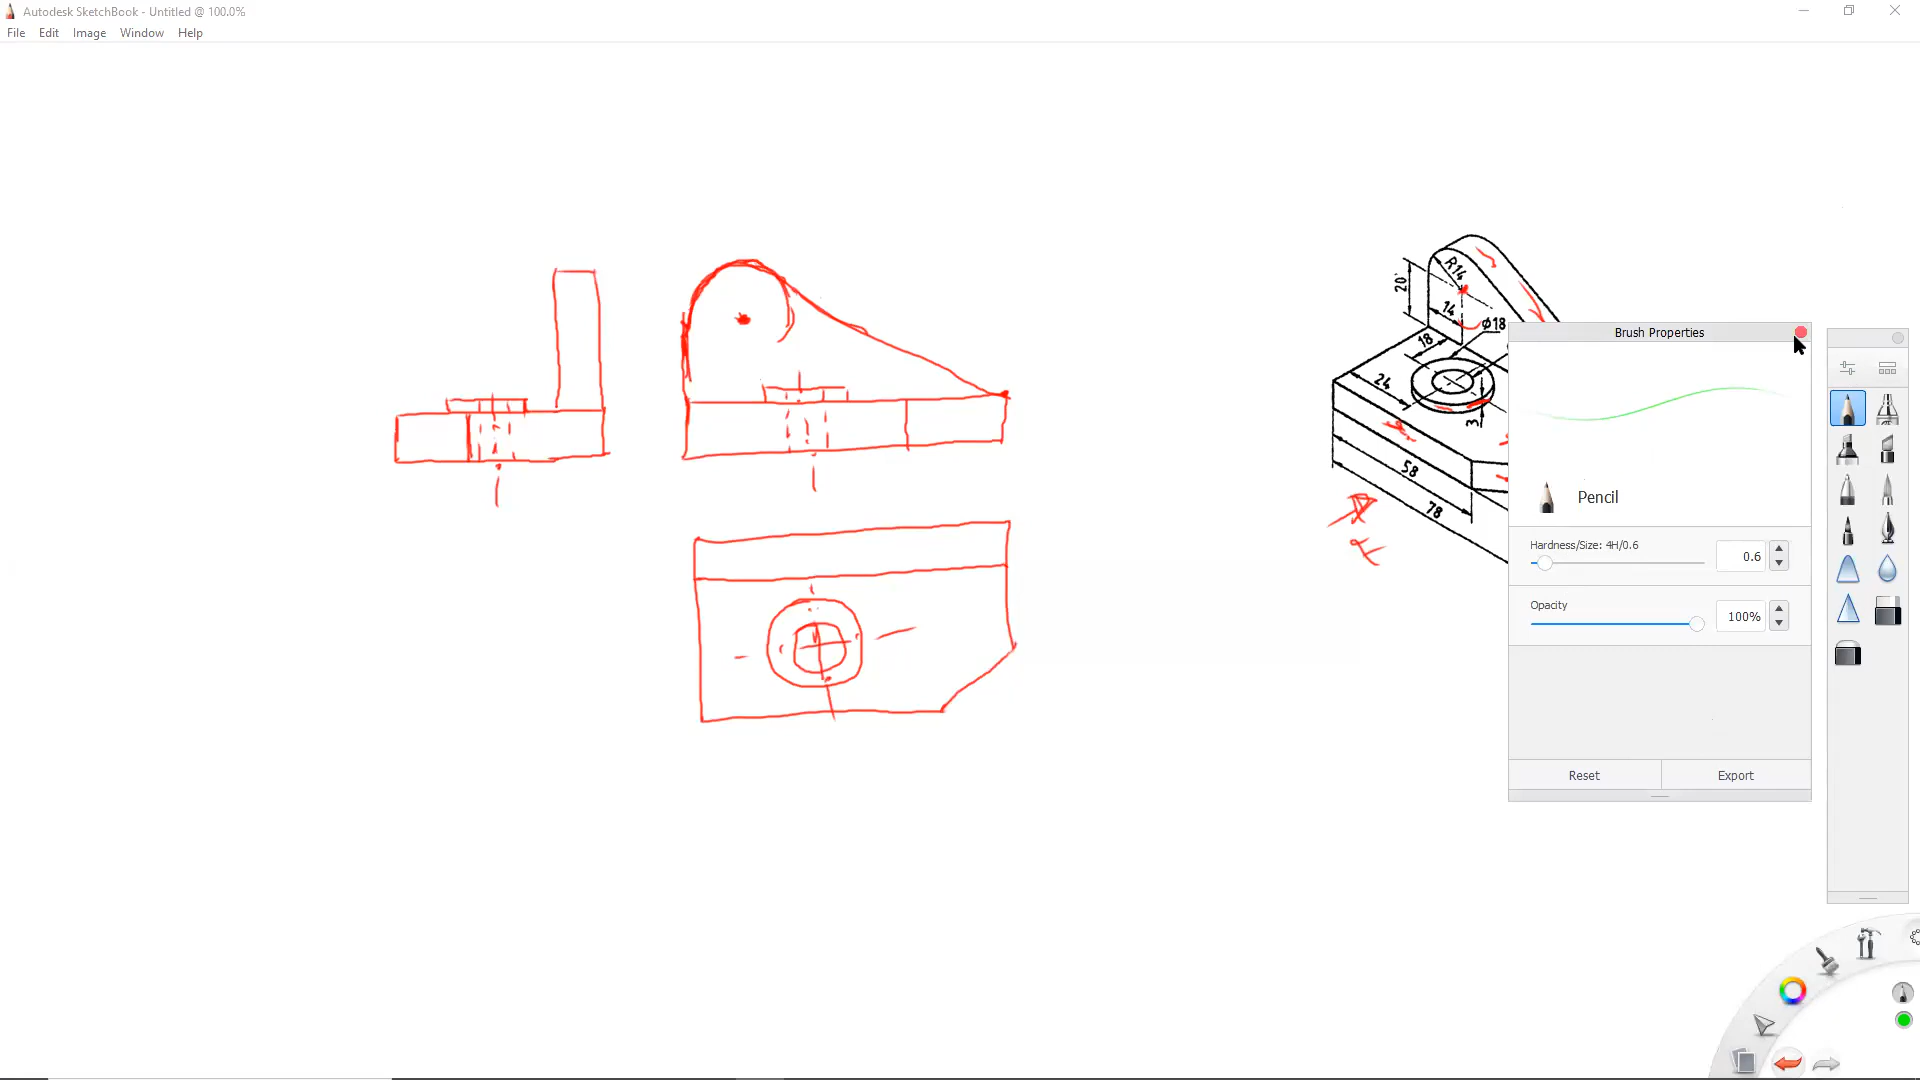 Autodesk SketchBook - Untitled @ 100.0%
File Edit Image Window Help
R14
20
14
φ18
18
24
3
58
78
Brush Properties
Pencil
Hardness/Size: 4H/0.6
0.6
Opacity
100%
Reset Export